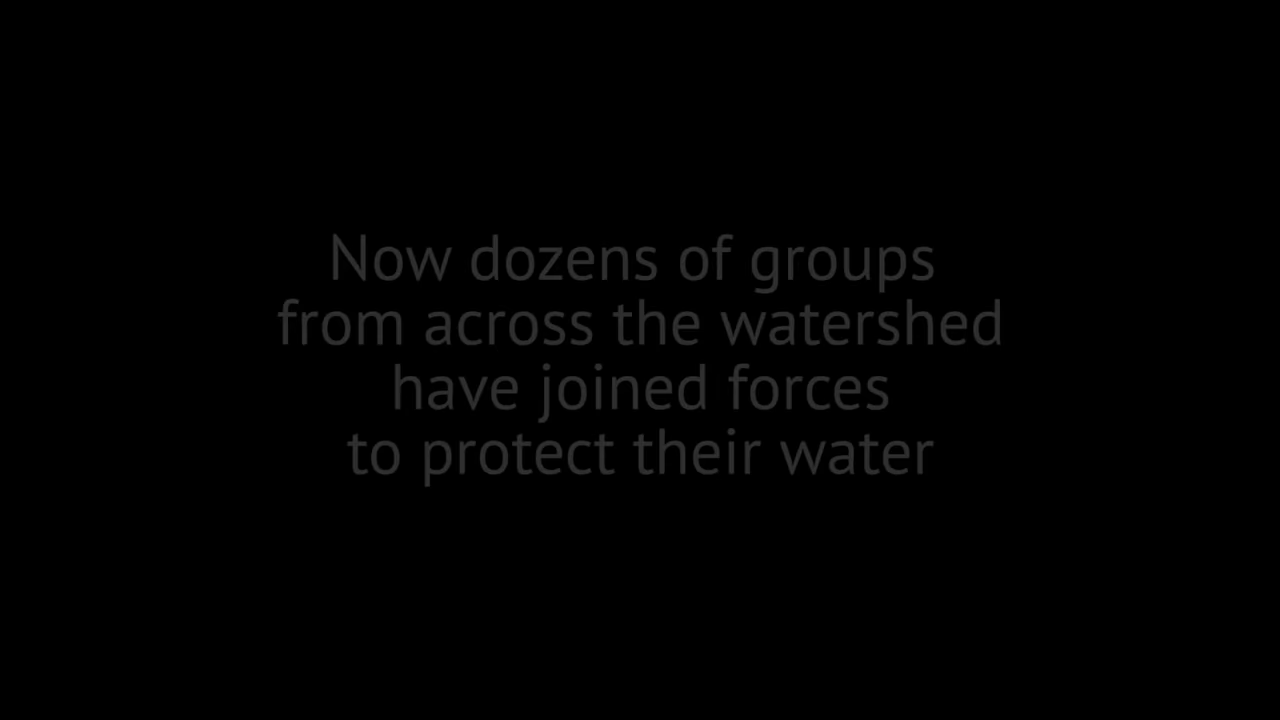 Now dozens of groups
from across the watershed
have joined forces
to protect their water